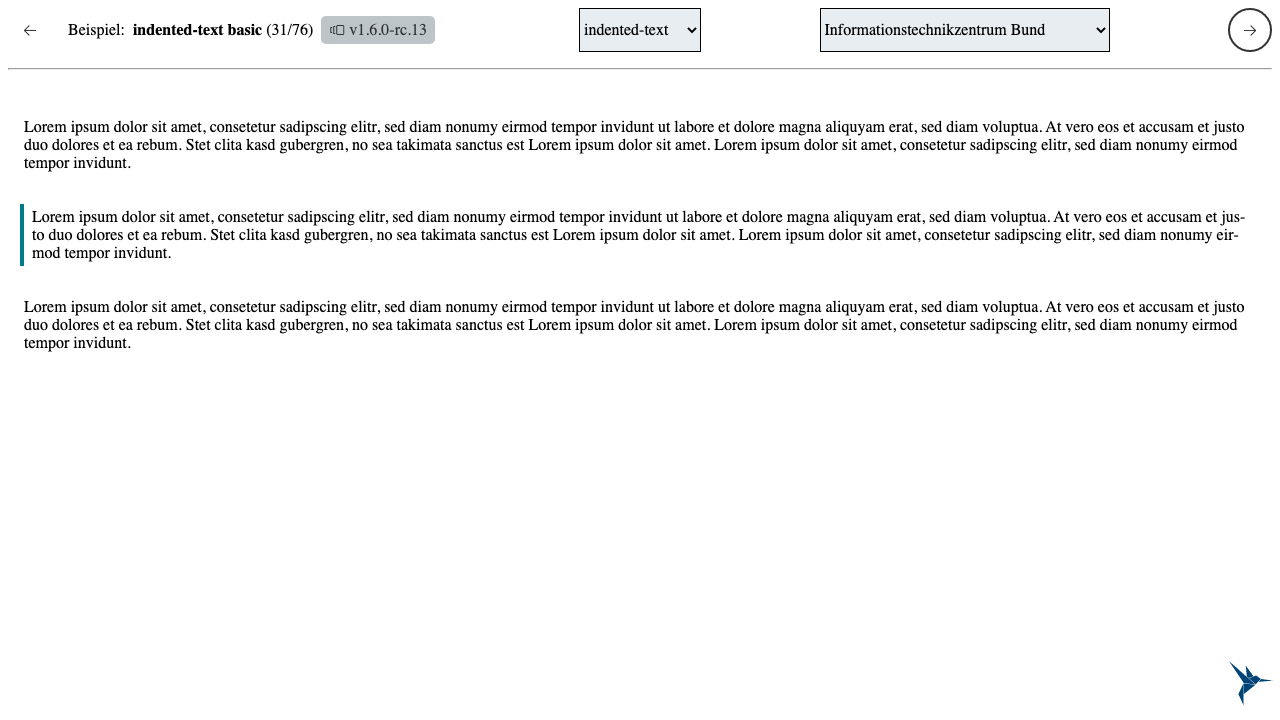 Beispiel: indented-text basic (31/76) v1.6.0-rc.13 indented-text Informationstechnikzentrum Bund
Lorem ipsum dolor sit amet, consetetur sadipscing elitr, sed diam nonumy eirmod tempor invidunt ut labore et dolore magna aliquyam erat, sed diam voluptua. At vero eos et accusam et justo
duo dolores et ea rebum. Stet clita kasd gubergren, no sea takimata sanctus est Lorem ipsum dolor sit amet. Lorem ipsum dolor sit amet, consetetur sadipscing elitr, sed diam nonumy eirmod
tempor invidunt.
Lorem ipsum dolor sit amet, consetetur sadipscing elitr, sed diam nonumy eirmod tempor invidunt ut labore et dolore magna aliquyam erat, sed diam voluptua. At vero eos et accusam et jus-
to duo dolores et ea rebum. Stet clita kasd gubergren, no sea takimata sanctus est Lorem ipsum dolor sit amet. Lorem ipsum dolor sit amet, consetetur sadipscing elitr, sed diam nonumy eir-
mod tempor invidunt.
Lorem ipsum dolor sit amet, consetetur sadipscing elitr, sed diam nonumy eirmod tempor invidunt ut labore et dolore magna aliquyam erat, sed diam voluptua. At vero eos et accusam et justo
duo dolores et ea rebum. Stet clita kasd gubergren, no sea takimata sanctus est Lorem ipsum dolor sit amet. Lorem ipsum dolor sit amet, consetetur sadipscing elitr, sed diam nonumy eirmod
tempor invidunt.